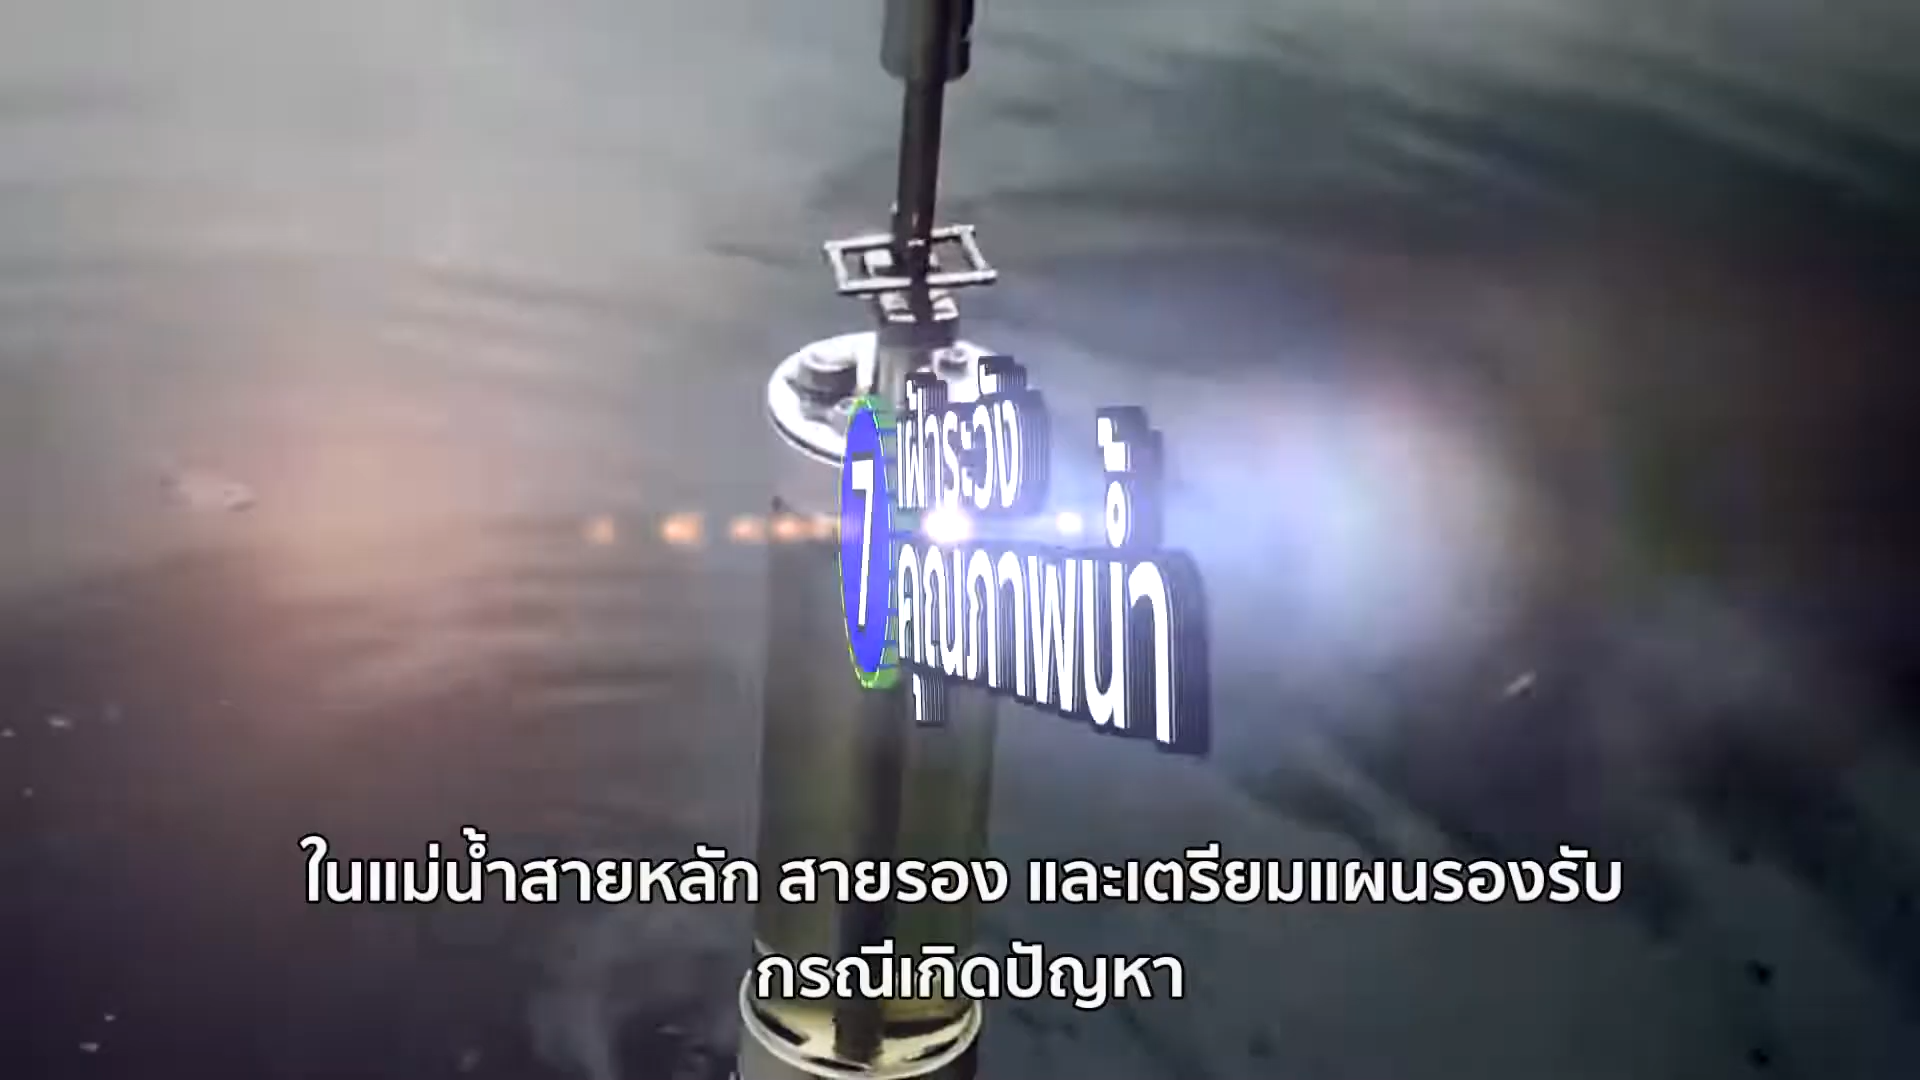 7
เฝ้าระวัง
คุณภาพน้ำ
ในแม่น้ำสายหลัก สายรอง และเตรียมแผนรองรับ
กรณีเกิดปัญหา